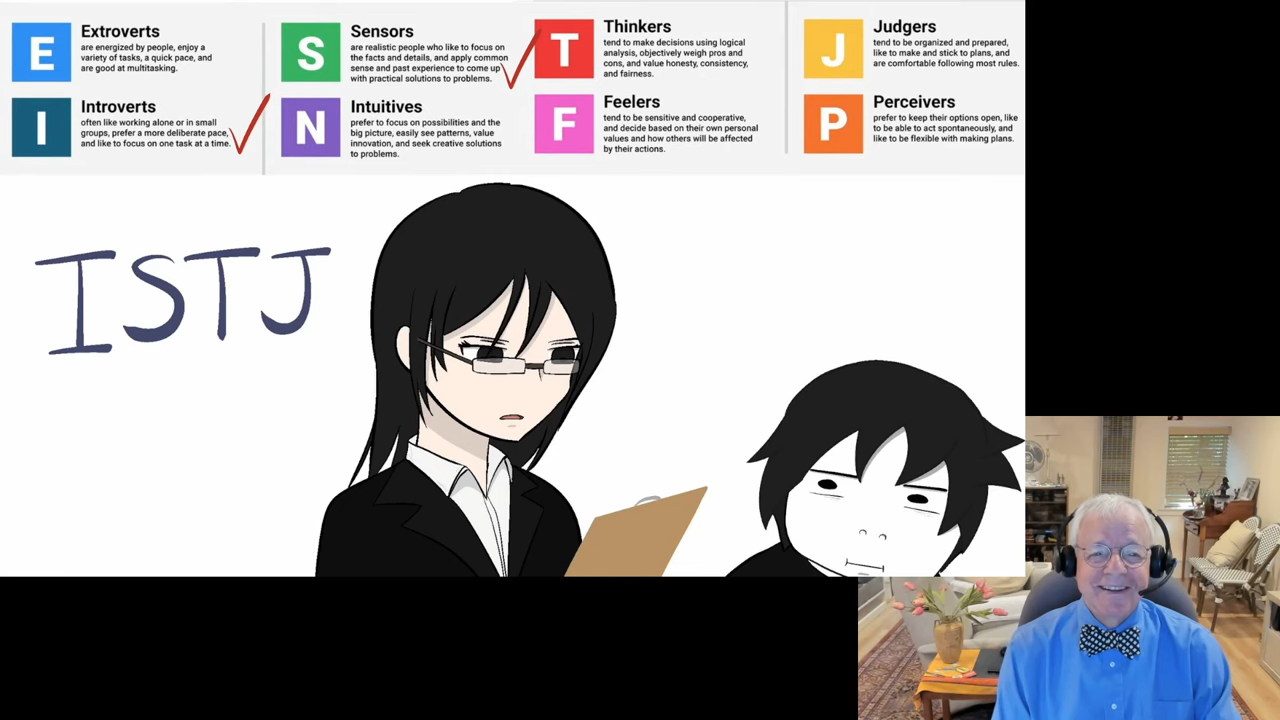 E
Extroverts
are energized by people, enjoy a
variety of tasks, a quick pace, and
are good at multitasking.
I
Introverts
often like working alone or in small
groups, prefer a more deliberate pace,
and like to focus on one task at a time.
S
Sensors
are realistic people who like to focus on
the facts and details, and apply common
sense and past experience to come up
with practical solutions to problems.
N
Intuitives
prefer to focus on possibilities and the
big picture, easily see patterns, value
innovation, and seek creative solutions
to problems.
T
Thinkers
tend to make decisions using logical
analysis, objectively weigh pros and
cons, and value honesty, consistency,
and fairness.
F
Feelers
tend to be sensitive and cooperative,
and decide based on their own personal
values and how others will be affected
by their actions.
J
Judgers
tend to be organized and prepared,
like to make and stick to plans, and
are comfortable following most rules.
P
Perceivers
prefer to keep their options open, like
to be able to act spontaneously, and
like to be flexible with making plans.
ISTJ